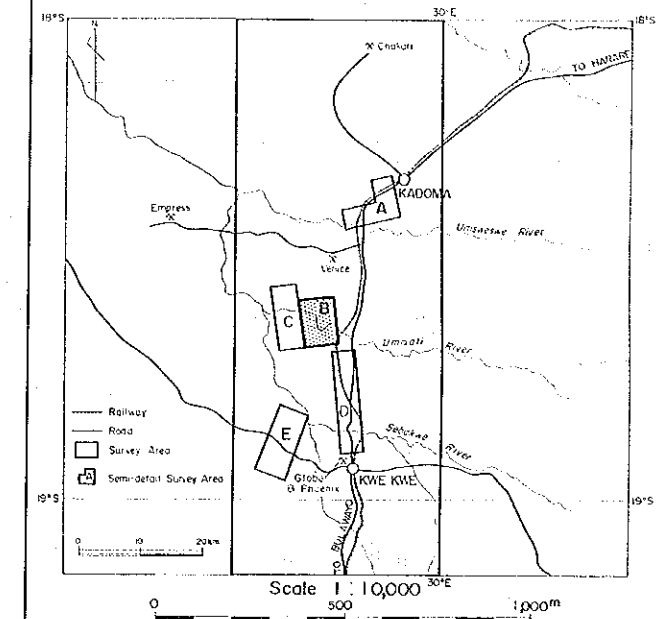 30°E
18°S
18°S
N
Chakari
TO HARARE
KADOMA
A
Empress
Umsweswe River
Venice
B
C
Umniati River
D
Railway
Road
Survey Area
E
Sebakwe River
A Semi-detail Survey Area
Globe & Phoenix
KWE KWE
19°S
19°S
0 10 20km
TO BULAWAYO
30°E
Scale 1 : 10,000
0 500 1,000m